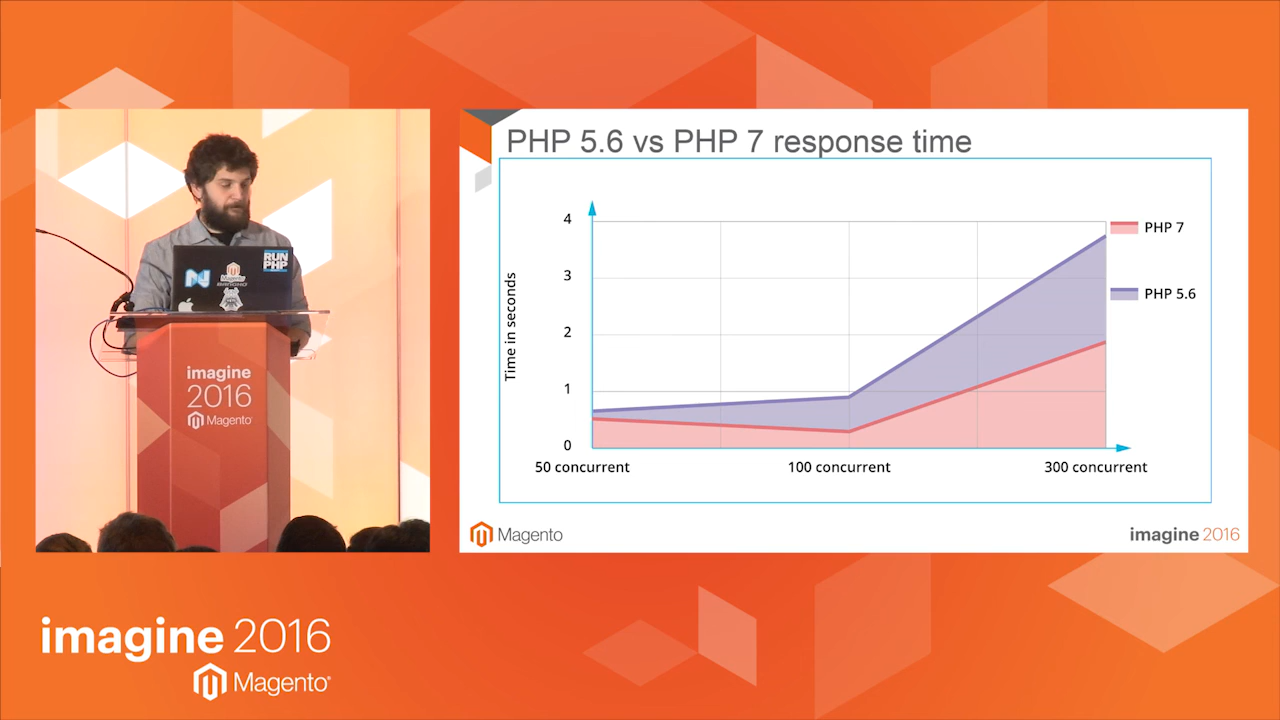 RUN
PHP
Magento
imagine
2016
Magento
PHP 5.6 vs PHP 7 response time
Time in seconds
4
3
2
1
0
50 concurrent
100 concurrent
300 concurrent
PHP 7
PHP 5.6
Magento
imagine 2016
imagine 2016
Magento